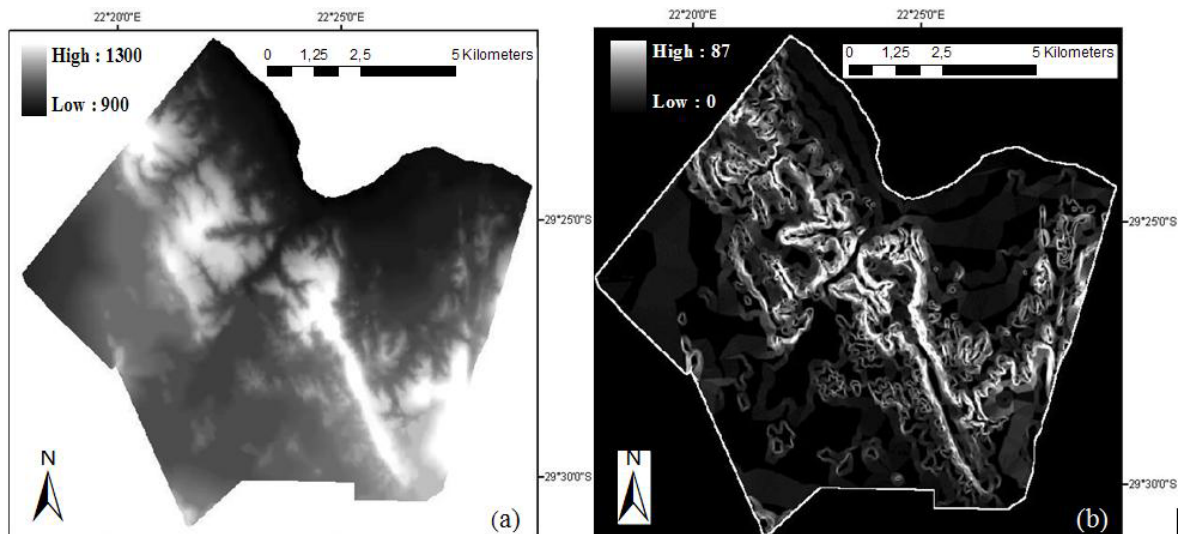 22°20'0"E 22°25'0"E
High : 1300
Low : 900
0 1,25 2,5 5 Kilometers
29°25'0"S
29°30'0"S
N
(a)
22°20'0"E 22°25'0"E
High : 87
Low : 0
0 1,25 2,5 5 Kilometers
29°25'0"S
29°30'0"S
N
(b)